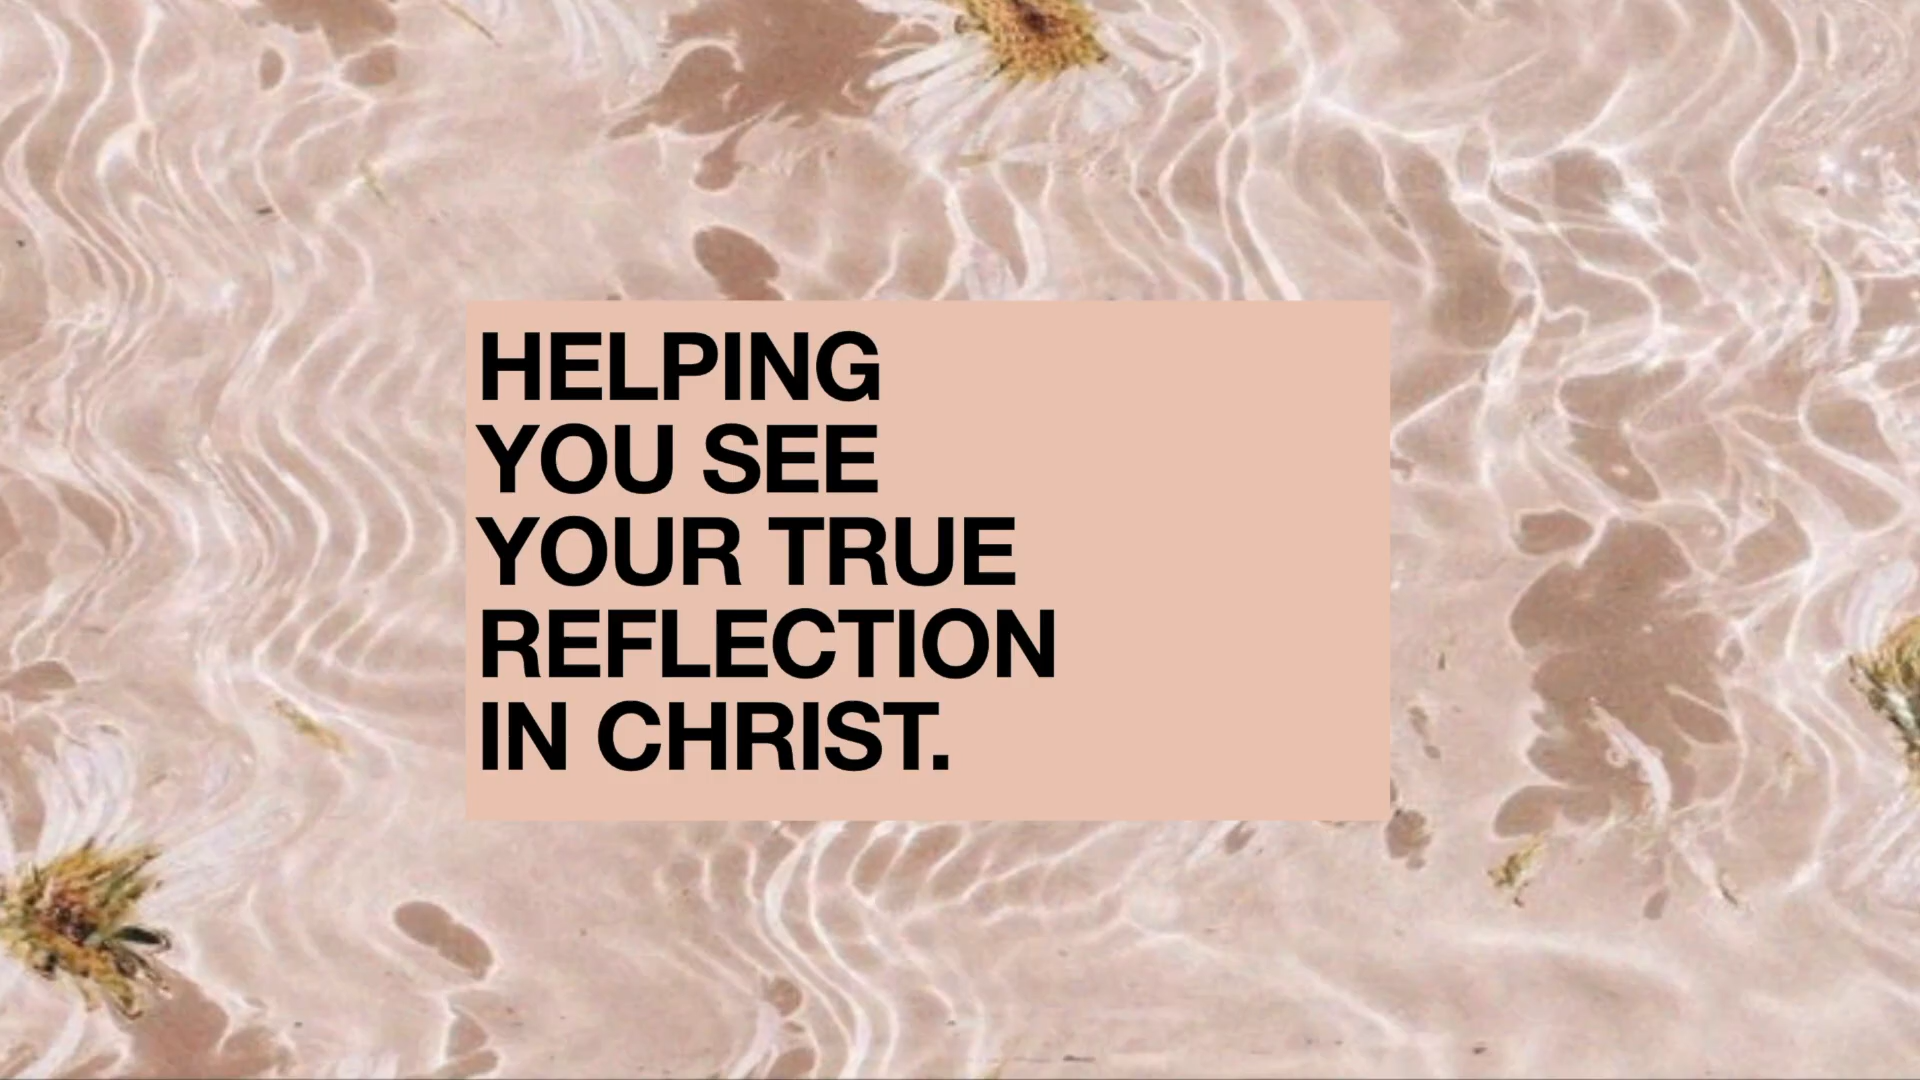 HELPING
YOU SEE
YOUR TRUE
REFLECTION
IN CHRIST.